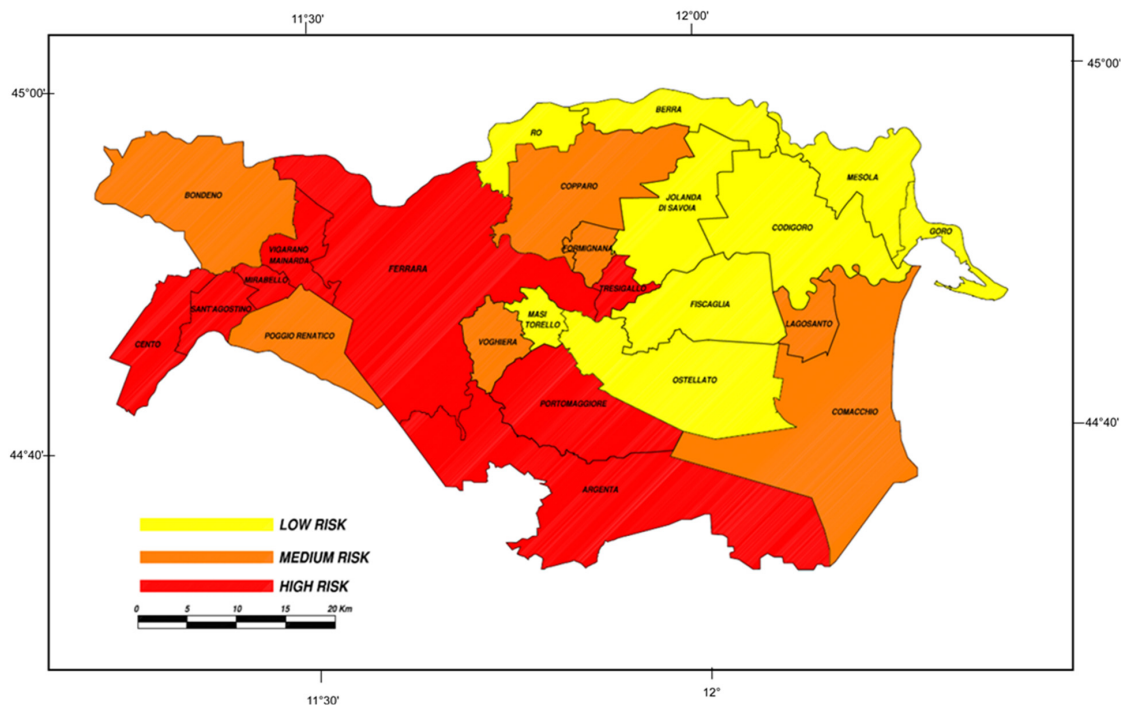 11°30'
12°00'
45°00'
45°00'
BERRA
RO
BONDENO
COPPARO
MESOLA
JOLANDA
DI SAVOIA
CODIGORO
GORO
VIGARANO
MAINARDA
FORMIGNANA
FERRARA
MIRABELLO
TRESIGALLO
SANT'AGOSTINO
FISCAGLIA
MASI
TORELLO
LAGOSANTO
POGGIO RENATICO
VOGHIERA
CENTO
OSTELLATO
PORTOMAGGIORE
COMACCHIO
44°40'
44°40'
ARGENTA
LOW RISK
MEDIUM RISK
HIGH RISK
0 5 10 15 20 Km
11°30'
12°